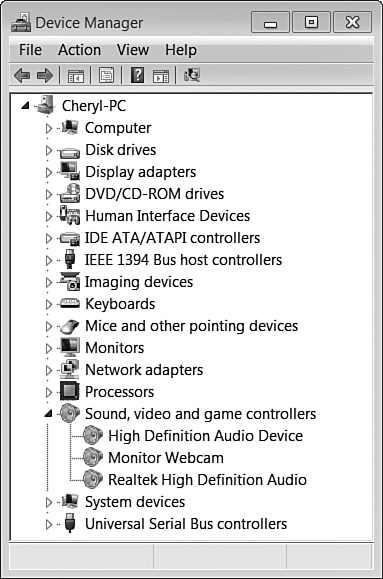 Device Manager
File Action View Help
Cheryl-PC
Computer
Disk drives
Display adapters
DVD/CD-ROM drives
Human Interface Devices
IDE ATA/ATAPI controllers
IEEE 1394 Bus host controllers
Imaging devices
Keyboards
Mice and other pointing devices
Monitors
Network adapters
Processors
Sound, video and game controllers
High Definition Audio Device
Monitor Webcam
Realtek High Definition Audio
System devices
Universal Serial Bus controllers